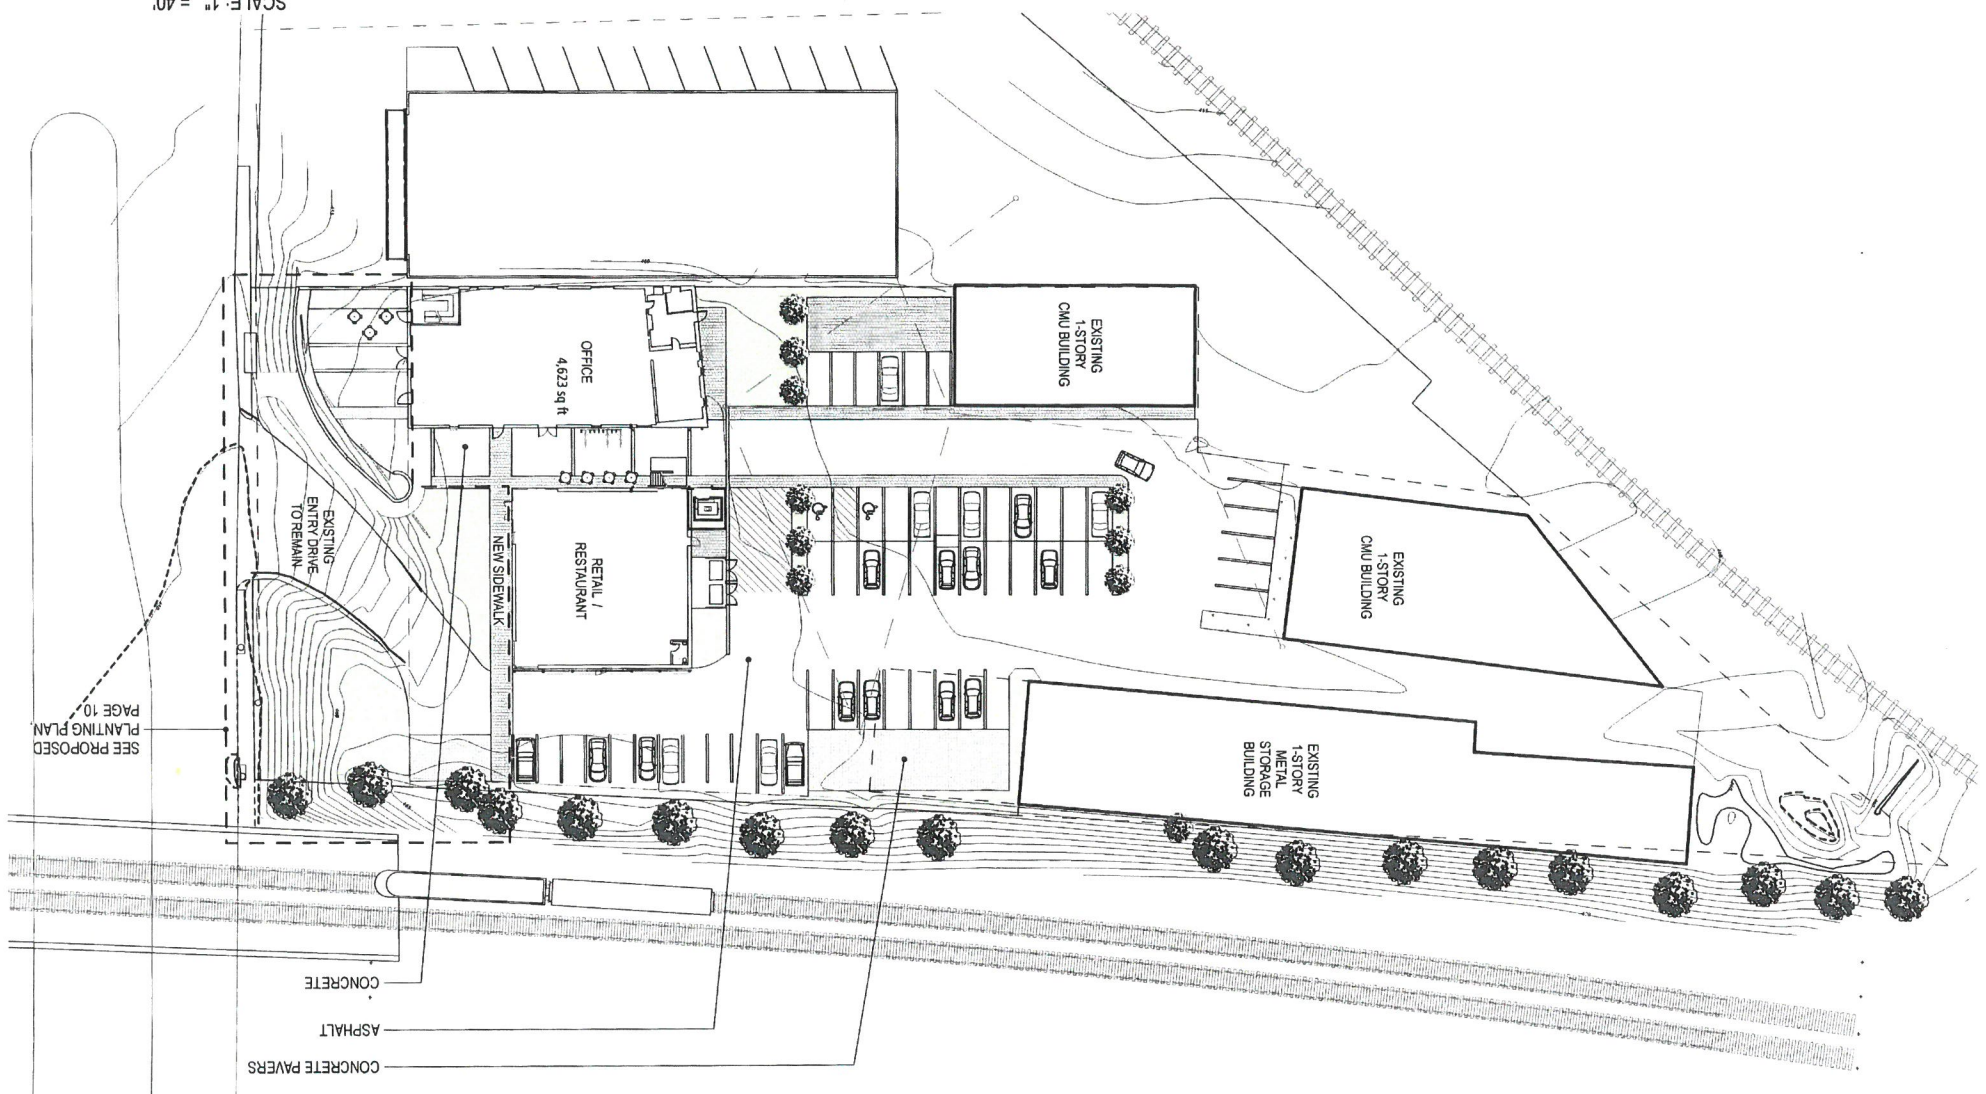 SCALE: 1" = 40'
OFFICE
4,623 sq ft
EXISTING
1-STORY
CMU BUILDING
EXISTING
ENTRY DRIVE
TO REMAIN
NEW SIDEWALK
RETAIL /
RESTAURANT
EXISTING
1-STORY
CMU BUILDING
EXISTING
1-STORY
METAL
STORAGE
BUILDING
SEE PROPOSED
PLANTING PLAN,
PAGE 10
CONCRETE
ASPHALT
CONCRETE PAVERS